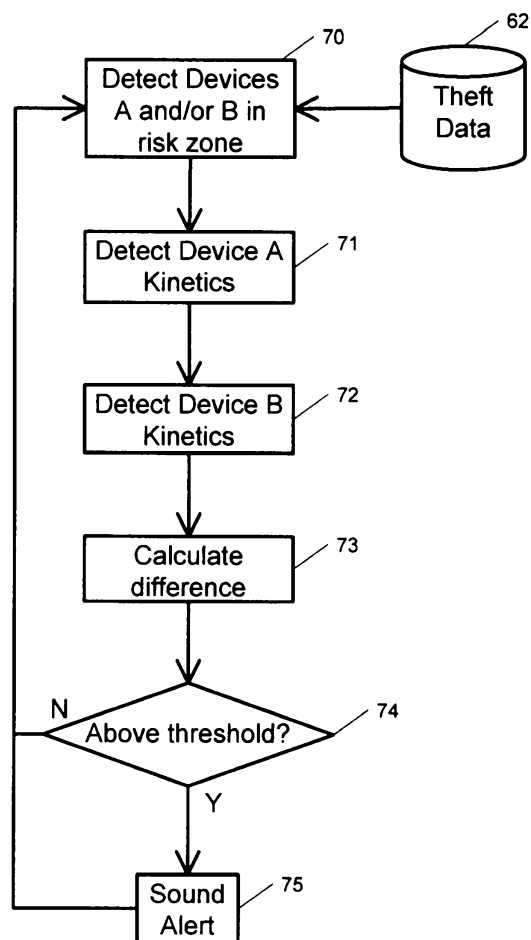 70
62
Detect Devices
A and/or B in
risk zone
Theft
Data
Detect Device A
Kinetics
71
Detect Device B
Kinetics
72
Calculate
difference
73
N
Above threshold?
74
Y
Sound
Alert
75